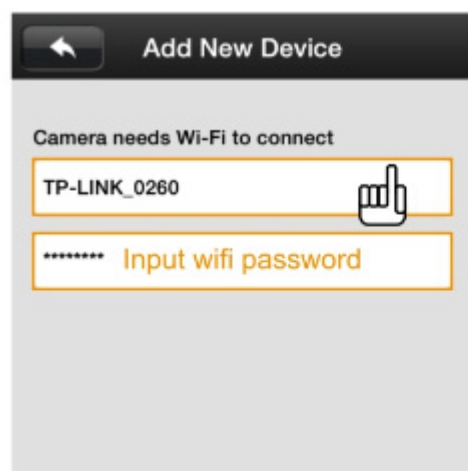 Add New Device
Camera needs Wi-Fi to connect
TP-LINK_0260
******** Input wifi password